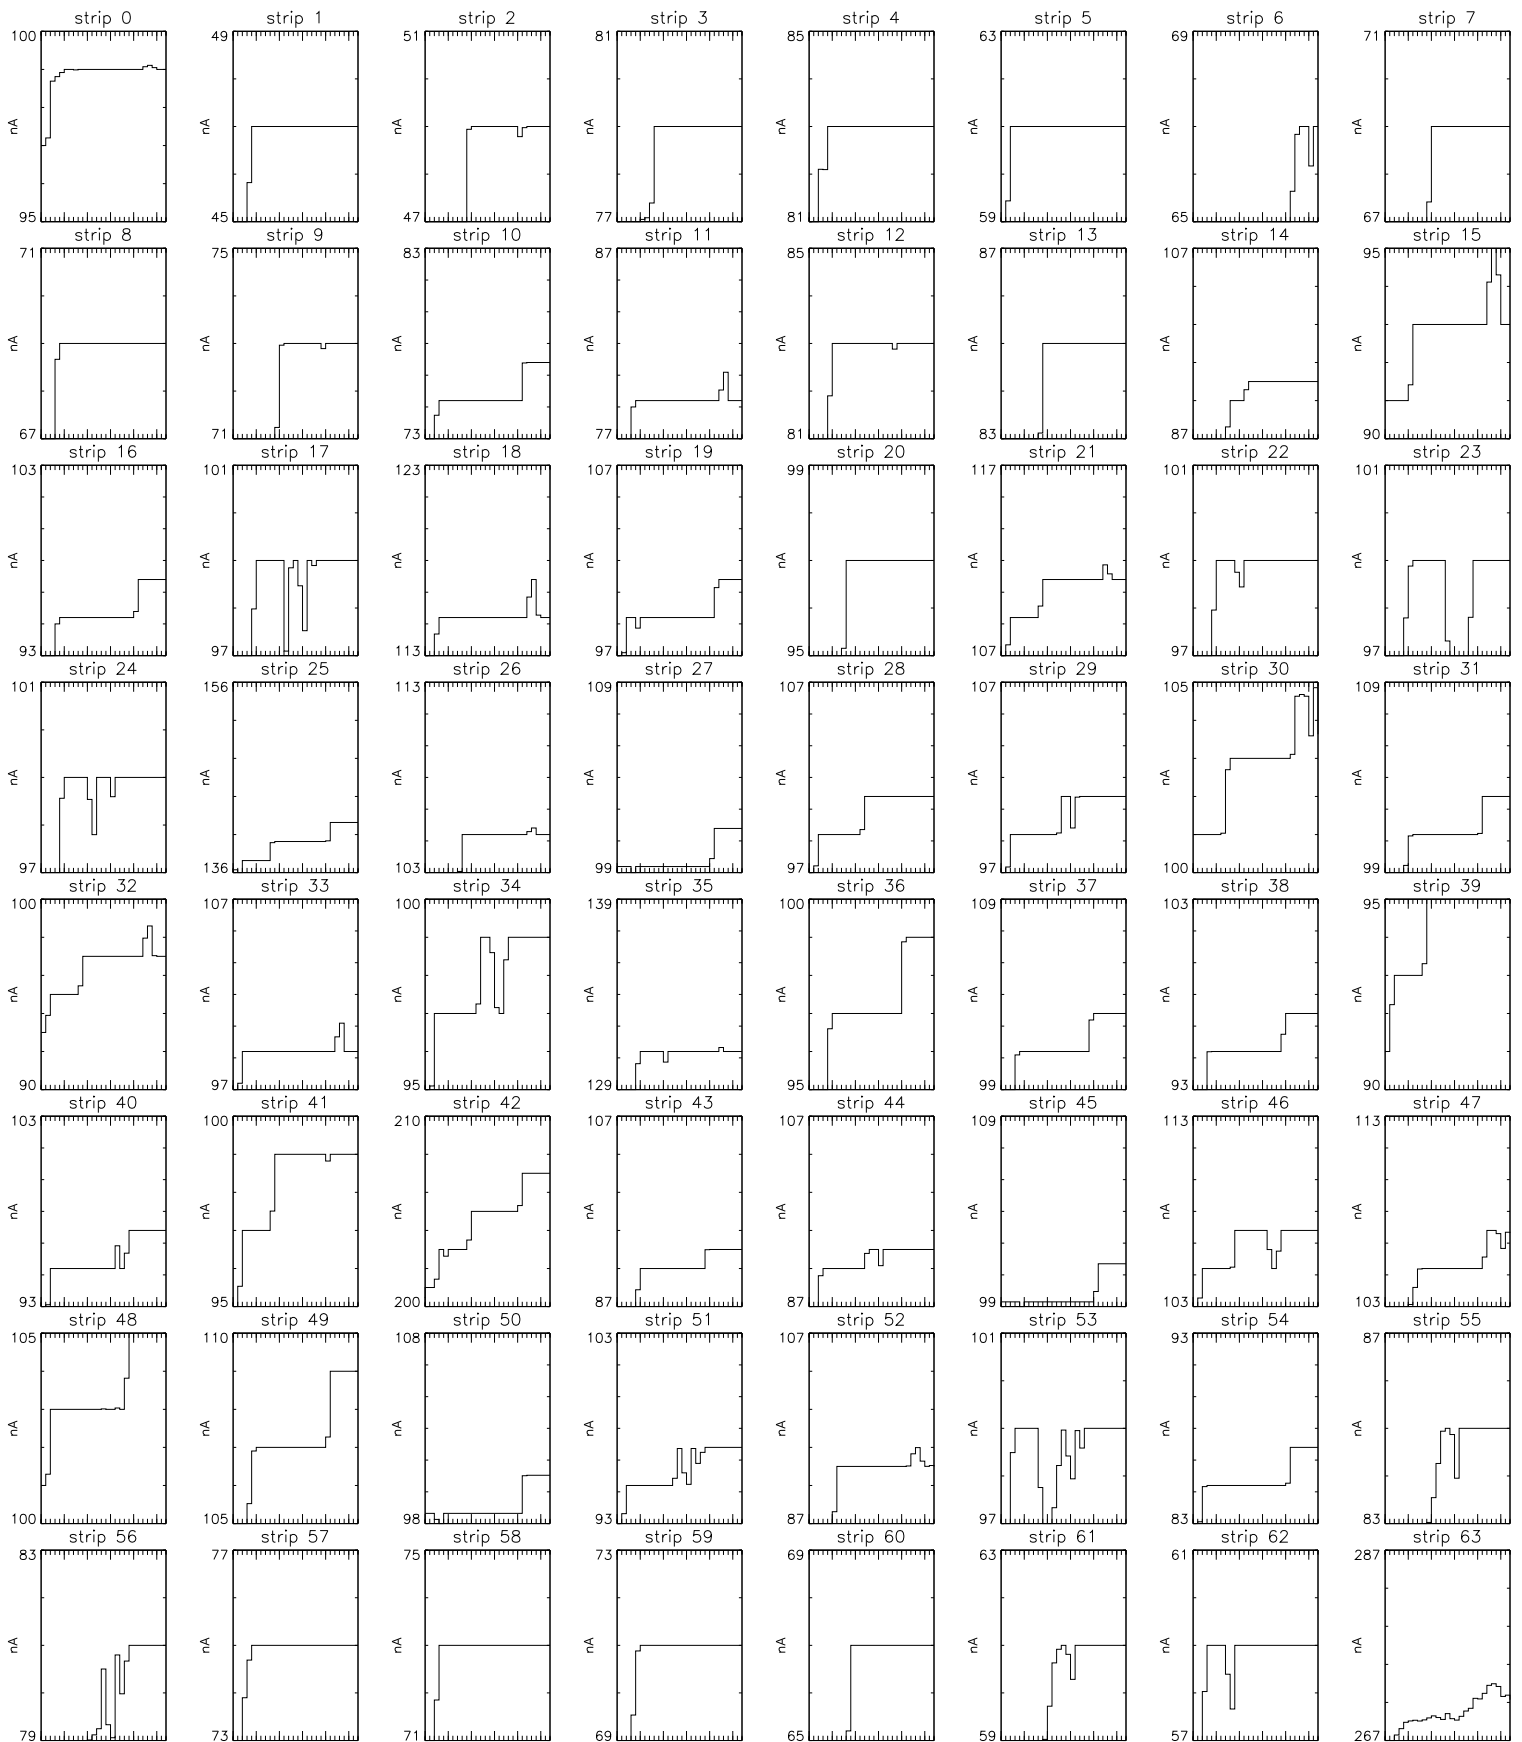 strip 0 strip 1 strip 2 strip 3 strip 4 strip 5 strip 6 strip 7
100 49 51 81 85 63 69 71
nA nA nA nA nA nA nA nA
95 45 47 77 81 59 65 67
strip 8 strip 9 strip 10 strip 11 strip 12 strip 13 strip 14 strip 15
71 75 83 87 85 87 107 95
nA nA nA nA nA nA nA nA
67 71 73 77 81 83 87 90
strip 16 strip 17 strip 18 strip 19 strip 20 strip 21 strip 22 strip 23
103 101 123 107 99 117 101 101
nA nA nA nA nA nA nA nA
93 97 113 97 95 107 97 97
strip 24 strip 25 strip 26 strip 27 strip 28 strip 29 strip 30 strip 31
101 156 113 109 107 107 105 109
nA nA nA nA nA nA nA nA
97 136 103 99 97 97 100 99
strip 32 strip 33 strip 34 strip 35 strip 36 strip 37 strip 38 strip 39
100 107 100 139 100 109 103 95
nA nA nA nA nA nA nA nA
90 97 95 129 95 99 93 90
strip 40 strip 41 strip 42 strip 43 strip 44 strip 45 strip 46 strip 47
103 100 210 107 107 109 113 113
nA nA nA nA nA nA nA nA
93 95 200 87 87 99 103 103
strip 48 strip 49 strip 50 strip 51 strip 52 strip 53 strip 54 strip 55
105 110 108 103 107 101 93 87
nA nA nA nA nA nA nA nA
100 105 98 93 87 97 83 83
strip 56 strip 57 strip 58 strip 59 strip 60 strip 61 strip 62 strip 63
83 77 75 73 69 63 61 287
nA nA nA nA nA nA nA nA
79 73 71 69 65 59 57 267